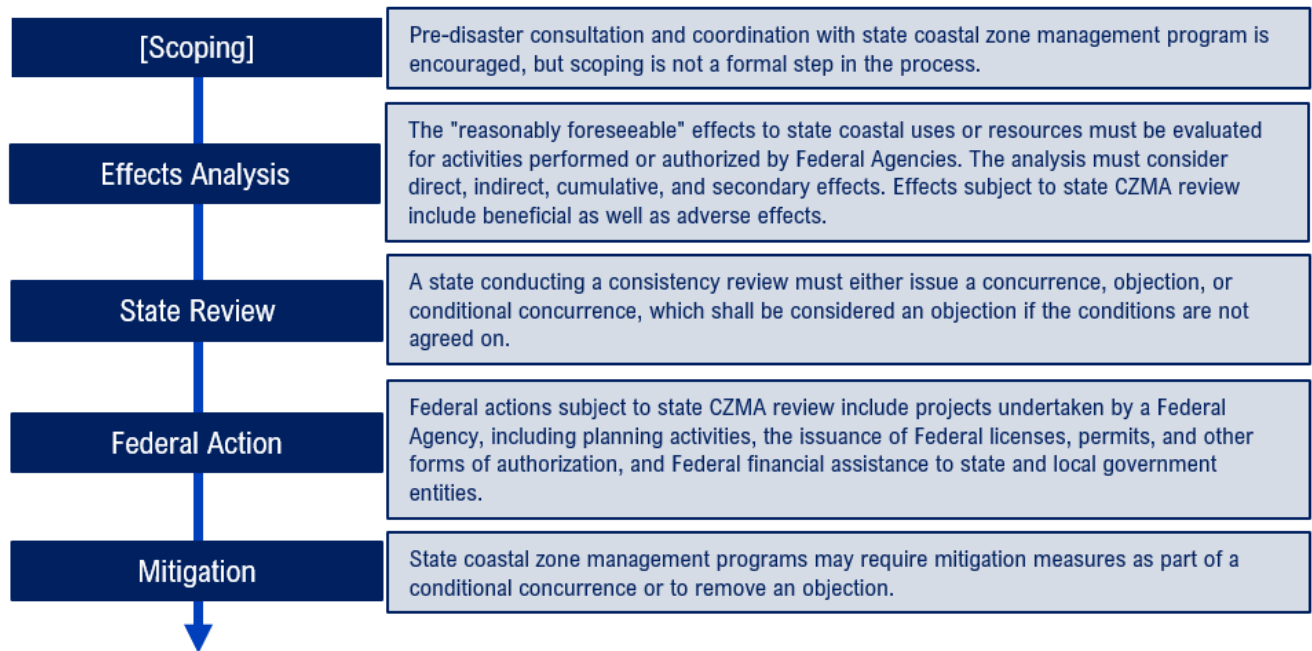 [Scoping]
Pre-disaster consultation and coordination with state coastal zone management program is
encouraged, but scoping is not a formal step in the process.
Effects Analysis
The "reasonably foreseeable" effects to state coastal uses or resources must be evaluated
for activities performed or authorized by Federal Agencies. The analysis must consider
direct, indirect, cumulative, and secondary effects. Effects subject to state CZMA review
include beneficial as well as adverse effects.
State Review
A state conducting a consistency review must either issue a concurrence, objection, or
conditional concurrence, which shall be considered an objection if the conditions are not
agreed on.
Federal Action
Federal actions subject to state CZMA review include projects undertaken by a Federal
Agency, including planning activities, the issuance of Federal licenses, permits, and other
forms of authorization, and Federal financial assistance to state and local government
entities.
Mitigation
State coastal zone management programs may require mitigation measures as part of a
conditional concurrence or to remove an objection.